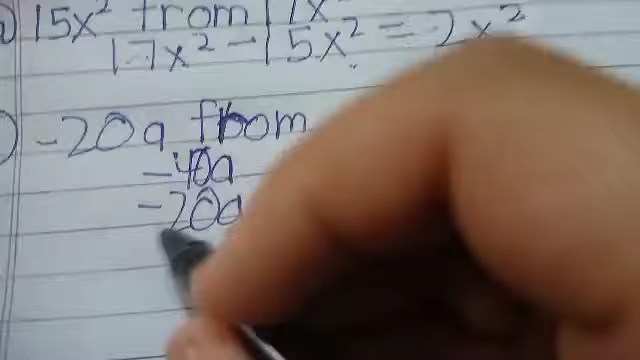 15x² from 17x²
17x² - 15x² = 2x²
-20a from
-40a
-20a